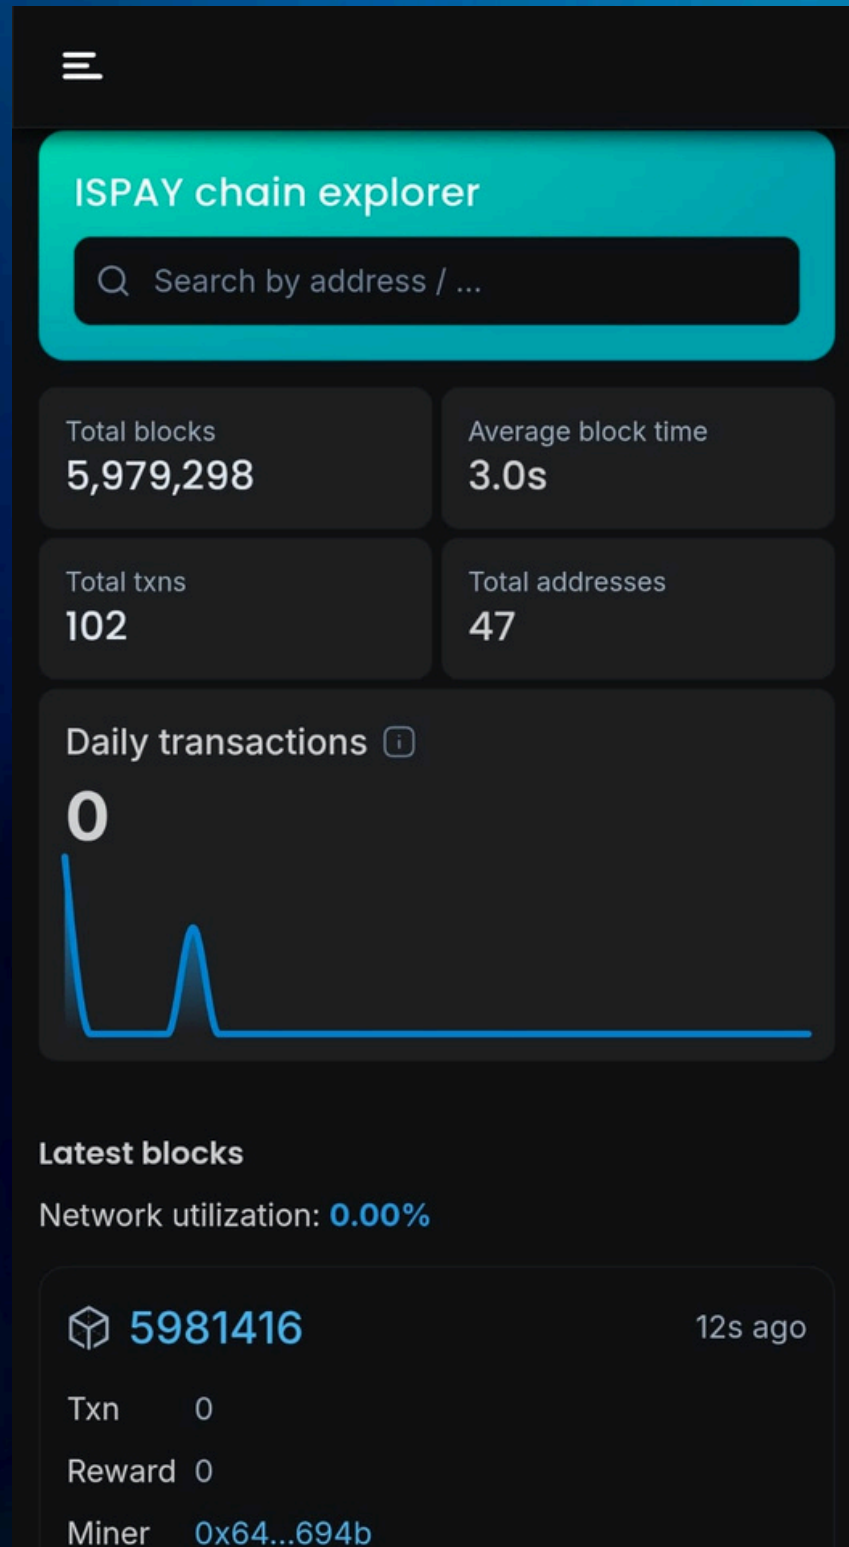 ISPAY chain explorer
Search by address / ...
Total blocks
5,979,298
Average block time
3.0s
Total txns
102
Total addresses
47
Daily transactions
0
Latest blocks
Network utilization: 0.00%
5981416 12s ago
Txn 0
Reward 0
Miner 0x64...694b